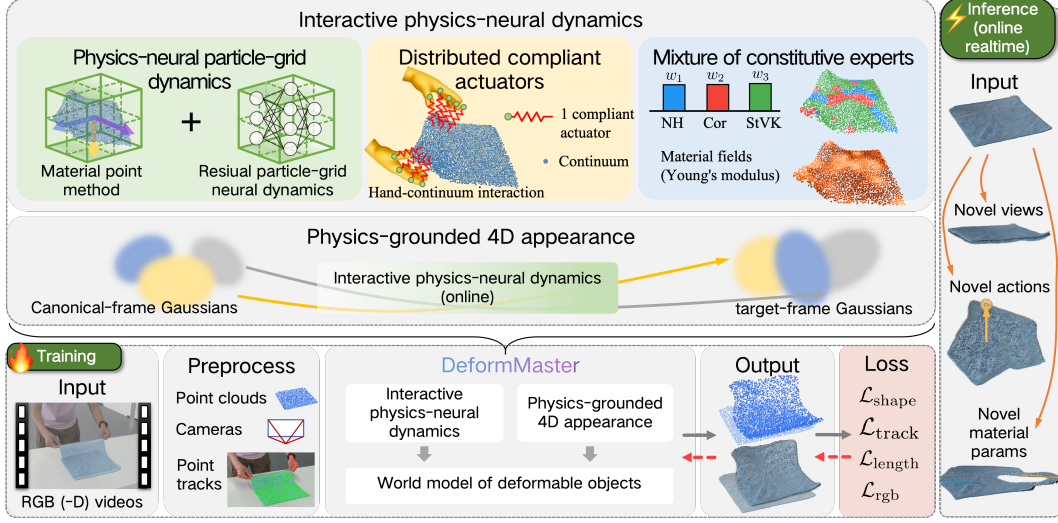 Interactive physics-neural dynamics
Physics-neural particle-grid
dynamics
Material point
method
Resiual particle-grid
neural dynamics
Distributed compliant
actuators
1 compliant
actuator
Continuum
Hand-continuum interaction
Mixture of constitutive experts
w₁ w₂ w₃
NH Cor StVK
Material fields
(Young's modulus)
Physics-grounded 4D appearance
Interactive physics-neural dynamics
(online)
Canonical-frame Gaussians
target-frame Gaussians
Training
Input
RGB (-D) videos
Preprocess
Point clouds
Cameras
Point
tracks
DeformMaster
Interactive
physics-neural
dynamics
Physics-grounded
4D appearance
World model of deformable objects
Output
Loss
ℒshape
ℒtrack
ℒlength
ℒrgb
Inference
(online
realtime)
Input
Novel views
Novel actions
Novel
material
params